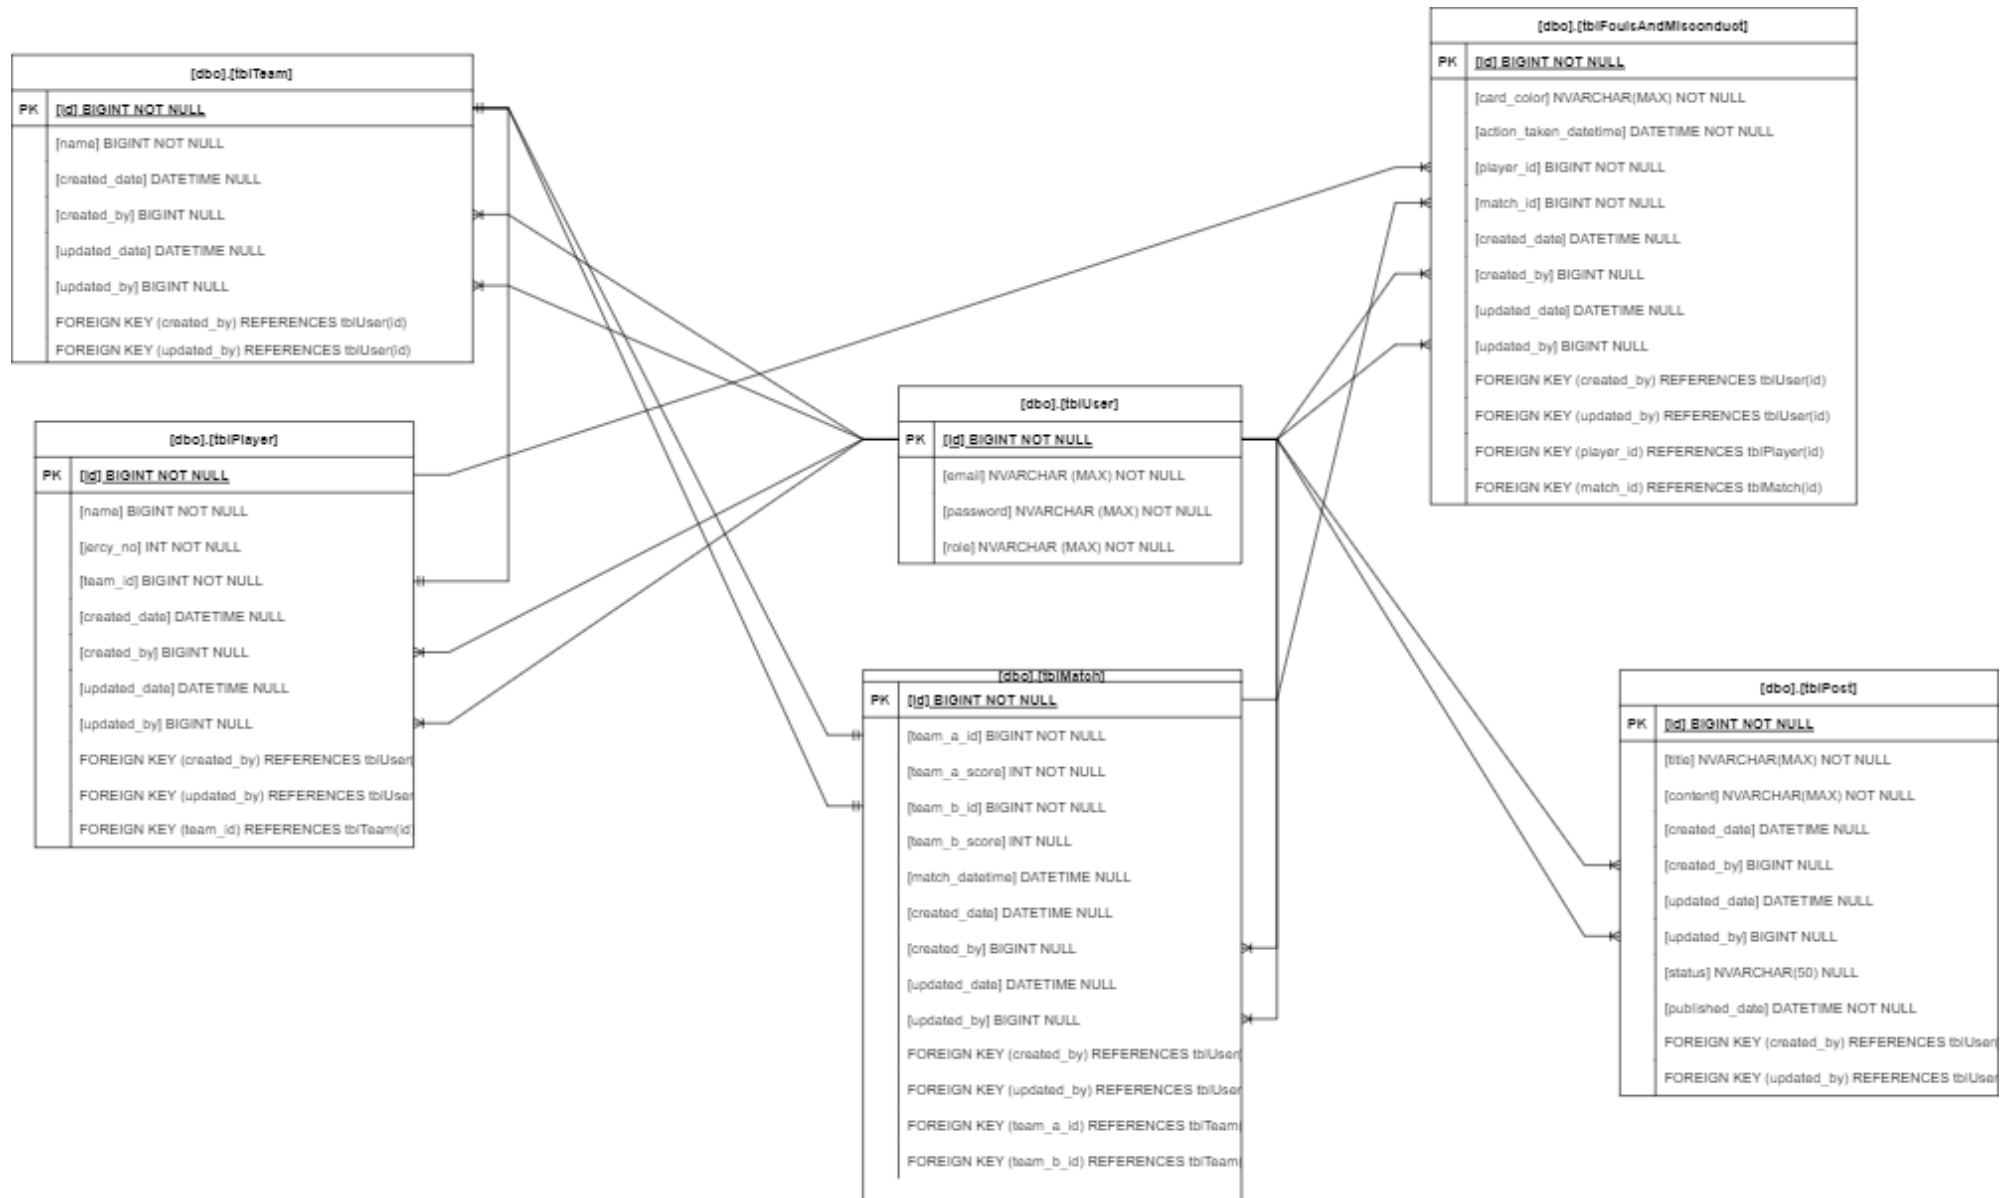 [dbo].[tblTeam]
PK [id] BIGINT NOT NULL
[name] BIGINT NOT NULL
[created_date] DATETIME NULL
[created_by] BIGINT NULL
[updated_date] DATETIME NULL
[updated_by] BIGINT NULL
FOREIGN KEY (created_by) REFERENCES tblUser(id)
FOREIGN KEY (updated_by) REFERENCES tblUser(id)
[dbo].[tblPlayer]
PK [id] BIGINT NOT NULL
[name] BIGINT NOT NULL
[jercy_no] INT NOT NULL
[team_id] BIGINT NOT NULL
[created_date] DATETIME NULL
[created_by] BIGINT NULL
[updated_date] DATETIME NULL
[updated_by] BIGINT NULL
FOREIGN KEY (created_by) REFERENCES tblUser(
FOREIGN KEY (updated_by) REFERENCES tblUser
FOREIGN KEY (team_id) REFERENCES tblTeam(id)
[dbo].[tblUser]
PK [id] BIGINT NOT NULL
[email] NVARCHAR (MAX) NOT NULL
[password] NVARCHAR (MAX) NOT NULL
[role] NVARCHAR (MAX) NOT NULL
[dbo].[tblMatch]
PK [id] BIGINT NOT NULL
[team_a_id] BIGINT NOT NULL
[team_a_score] INT NOT NULL
[team_b_id] BIGINT NOT NULL
[team_b_score] INT NULL
[match_datetime] DATETIME NULL
[created_date] DATETIME NULL
[created_by] BIGINT NULL
[updated_date] DATETIME NULL
[updated_by] BIGINT NULL
FOREIGN KEY (created_by) REFERENCES tblUser(
FOREIGN KEY (updated_by) REFERENCES tblUser
FOREIGN KEY (team_a_id) REFERENCES tblTeam(
FOREIGN KEY (team_b_id) REFERENCES tblTeam(
[dbo].[tblFoulsAndMisconduct]
PK [id] BIGINT NOT NULL
[card_color] NVARCHAR(MAX) NOT NULL
[action_taken_datetime] DATETIME NOT NULL
[player_id] BIGINT NOT NULL
[match_id] BIGINT NOT NULL
[created_date] DATETIME NULL
[created_by] BIGINT NULL
[updated_date] DATETIME NULL
[updated_by] BIGINT NULL
FOREIGN KEY (created_by) REFERENCES tblUser(id)
FOREIGN KEY (updated_by) REFERENCES tblUser(id)
FOREIGN KEY (player_id) REFERENCES tblPlayer(id)
FOREIGN KEY (match_id) REFERENCES tblMatch(id)
[dbo].[tblPost]
PK [id] BIGINT NOT NULL
[title] NVARCHAR(MAX) NOT NULL
[content] NVARCHAR(MAX) NOT NULL
[created_date] DATETIME NULL
[created_by] BIGINT NULL
[updated_date] DATETIME NULL
[updated_by] BIGINT NULL
[status] NVARCHAR(50) NULL
[published_date] DATETIME NOT NULL
FOREIGN KEY (created_by) REFERENCES tblUser(
FOREIGN KEY (updated_by) REFERENCES tblUser